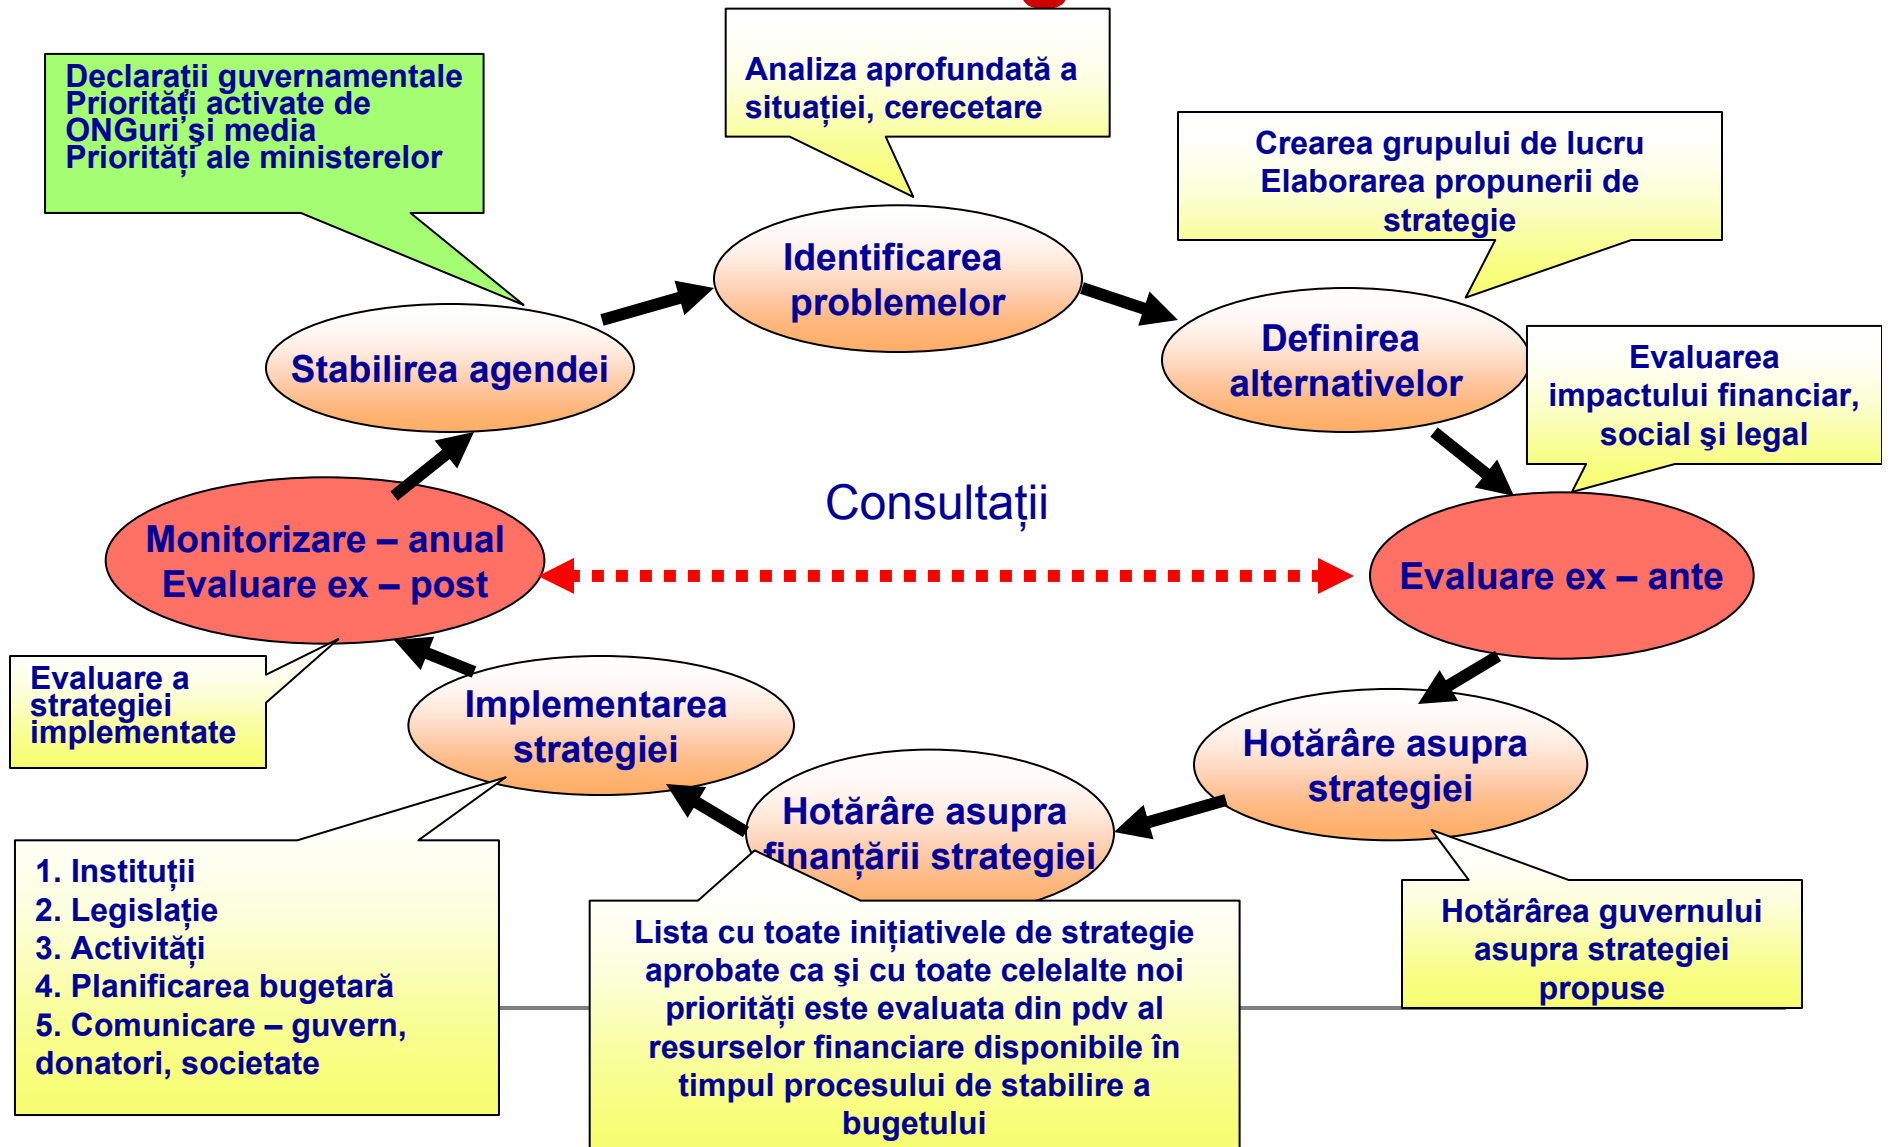 Declarații guvernamentale
Priorități activate de
ONGuri şi media
Priorități ale ministerelor
Analiza aprofundată a
situației, cerecetare
Crearea grupului de lucru
Elaborarea propunerii de
strategie
Identificarea
problemelor
Definirea
alternativelor
Evaluarea
impactului financiar,
social şi legal
Stabilirea agendei
Consultații
Monitorizare – anual
Evaluare ex – post
Evaluare ex – ante
Evaluare a
strategiei
implementate
Implementarea
strategiei
Hotărâre asupra
strategiei
Hotărâre asupra
finanțării strategiei
1. Instituții
2. Legislație
3. Activități
4. Planificarea bugetară
5. Comunicare – guvern,
donatori, societate
Lista cu toate inițiativele de strategie
aprobate ca şi cu toate celelalte noi
priorități este evaluata din pdv al
resurselor financiare disponibile în
timpul procesului de stabilire a
bugetului
Hotărârea guvernului
asupra strategiei
propuse